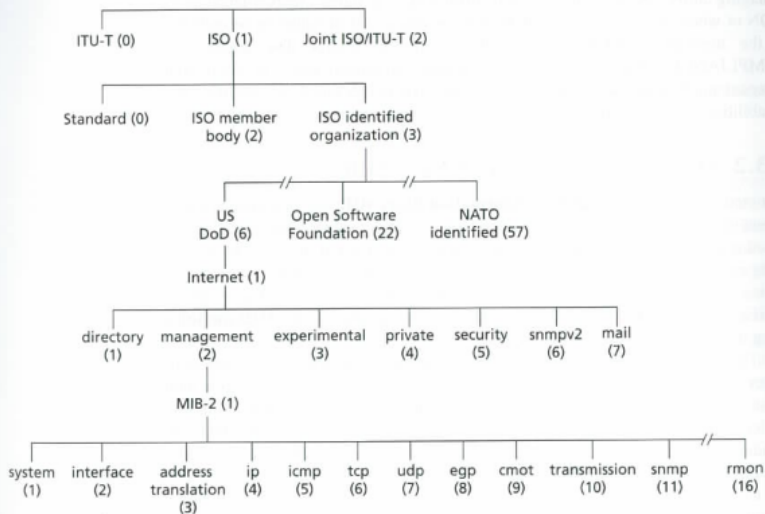 ITU-T (0) ISO (1) Joint ISO/ITU-T (2)
Standard (0) ISO member ISO identified
body (2) organization (3)
US Open Software NATO
DoD (6) Foundation (22) identified (57)
Internet (1)
directory management experimental private security snmpv2 mail
(1) (2) (3) (4) (5) (6) (7)
MIB-2 (1)
system interface address ip icmp tcp udp egp cmot transmission snmp rmon
(1) (2) translation (4) (5) (6) (7) (8) (9) (10) (11) (16)
(3)